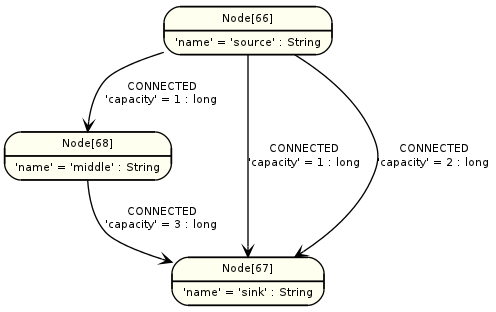 Node[66]
'name' = 'source' : String
CONNECTED
'capacity' = 1 : long
Node[68]
'name' = 'middle' : String
CONNECTED
'capacity' = 1 : long
CONNECTED
'capacity' = 2 : long
CONNECTED
'capacity' = 3 : long
Node[67]
'name' = 'sink' : String